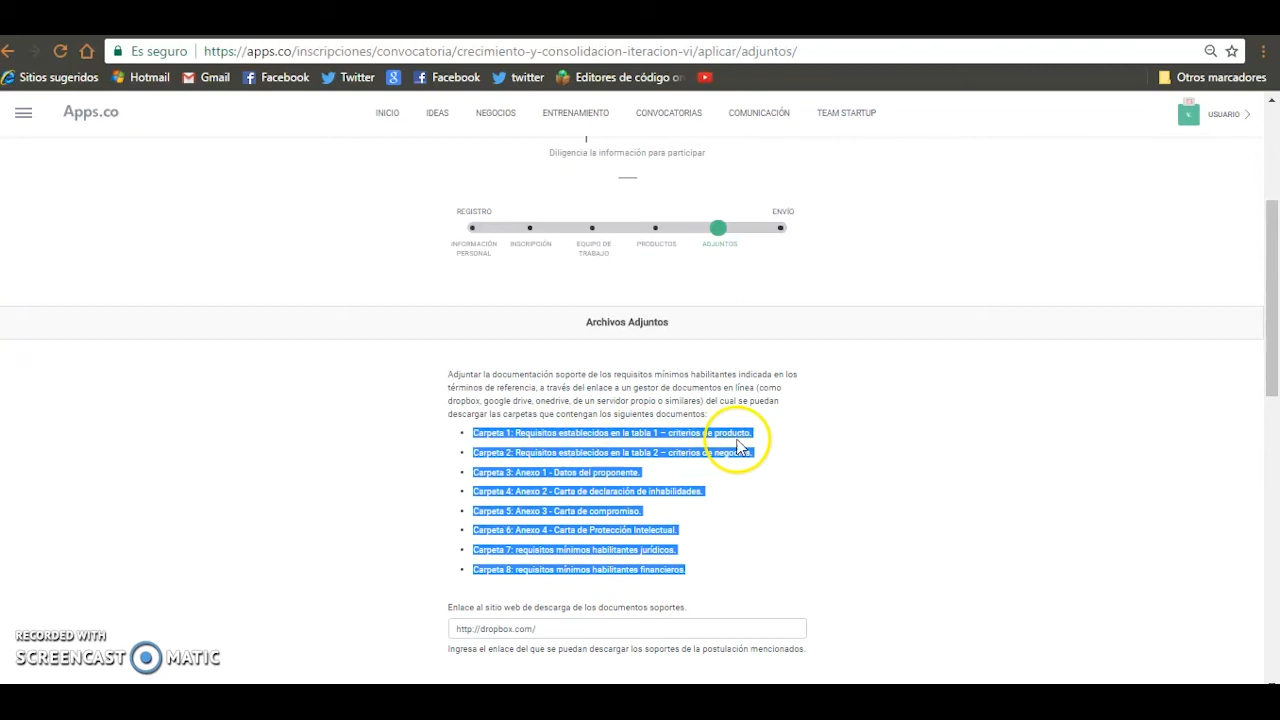 Es seguro https://apps.co/inscripciones/convocatoria/crecimiento-y-consolidacion-iteracion-vi/aplicar/adjuntos/
Sitios sugeridos Hotmail Gmail Facebook Twitter Facebook twitter Editores de código on Otros marcadores
Apps.co INICIO IDEAS NEGOCIOS ENTRENAMIENTO CONVOCATORIAS COMUNICACIÓN TEAM STARTUP USUARIO
Diligencia la información para participar
REGISTRO ENVÍO
INFORMACIÓN PERSONAL INSCRIPCIÓN EQUIPO DE TRABAJO PRODUCTOS ADJUNTOS
Archivos Adjuntos
Adjuntar la documentación soporte de los requisitos mínimos habilitantes indicada en los
términos de referencia, a través del enlace a un gestor de documentos en línea (como
dropbox, google drive, onedrive, de un servidor propio o similares) del cual se puedan
descargar las carpetas que contengan los siguientes documentos:
• Carpeta 1: Requisitos establecidos en la tabla 1 – criterios de producto.
• Carpeta 2: Requisitos establecidos en la tabla 2 – criterios de negocio.
• Carpeta 3: Anexo 1 - Datos del proponente.
• Carpeta 4: Anexo 2 - Carta de declaración de inhabilidades.
• Carpeta 5: Anexo 3 - Carta de compromiso.
• Carpeta 6: Anexo 4 - Carta de Protección Intelectual.
• Carpeta 7: requisitos mínimos habilitantes jurídicos.
• Carpeta 8: requisitos mínimos habilitantes financieros.
Enlace al sitio web de descarga de los documentos soportes.
http://dropbox.com/
Ingresa el enlace del que se puedan descargar los soportes de la postulación mencionados.
RECORDED WITH
SCREENCAST MATIC